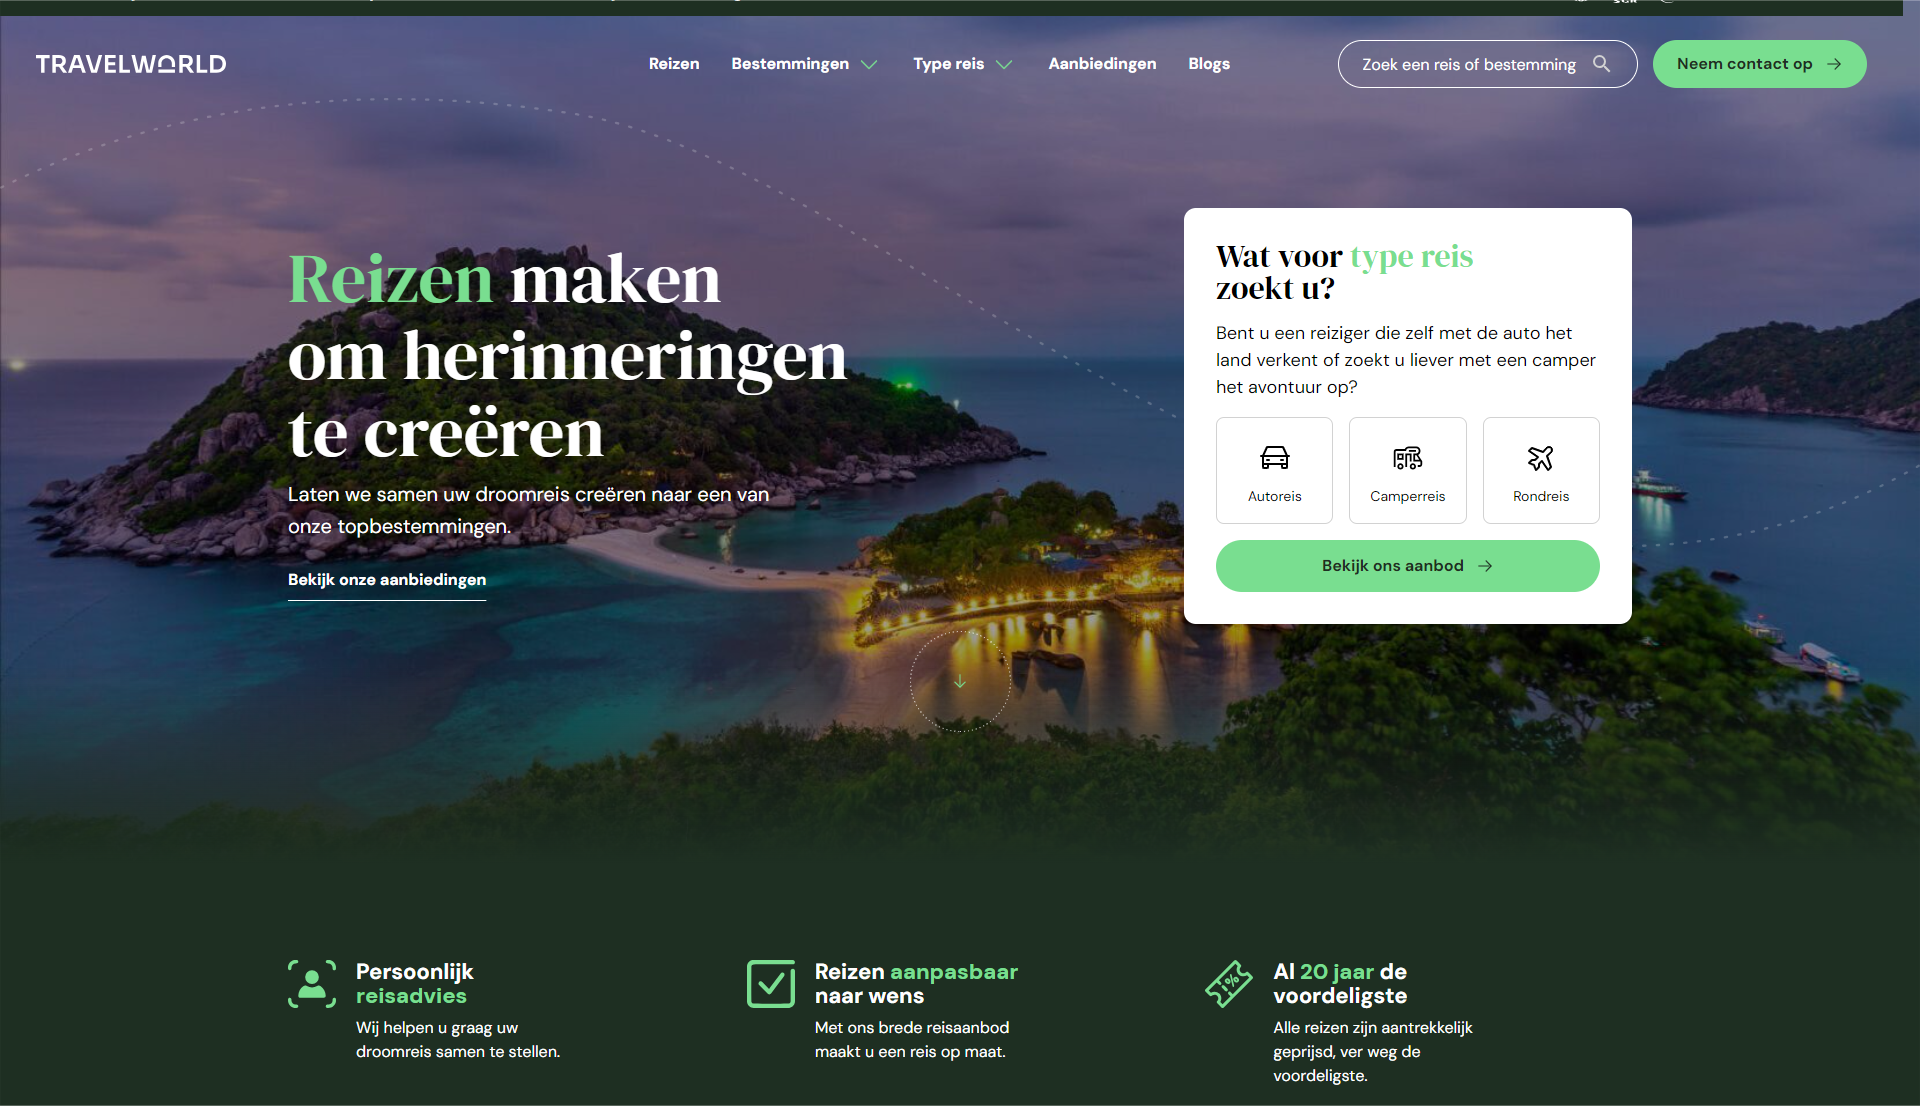 TRAVELWORLD
Reizen
Bestemmingen
Type reis
Aanbiedingen
Blogs
Zoek een reis of bestemming
Neem contact op
Reizen maken
om herinneringen
te creëren
Laten we samen uw droomreis creëren naar een van
onze topbestemmingen.
Bekijk onze aanbiedingen
Wat voor type reis
zoekt u?
Bent u een reiziger die zelf met de auto het
land verkent of zoekt u liever met een camper
het avontuur op?
Autoreis
Camperreis
Rondreis
Bekijk ons aanbod
Persoonlijk
reisadvies
Wij helpen u graag uw
droomreis samen te stellen.
Reizen aanpasbaar
naar wens
Met ons brede reisaanbod
maakt u een reis op maat.
Al 20 jaar de
voordeligste
Alle reizen zijn aantrekkelijk
geprijsd, ver weg de
voordeligste.